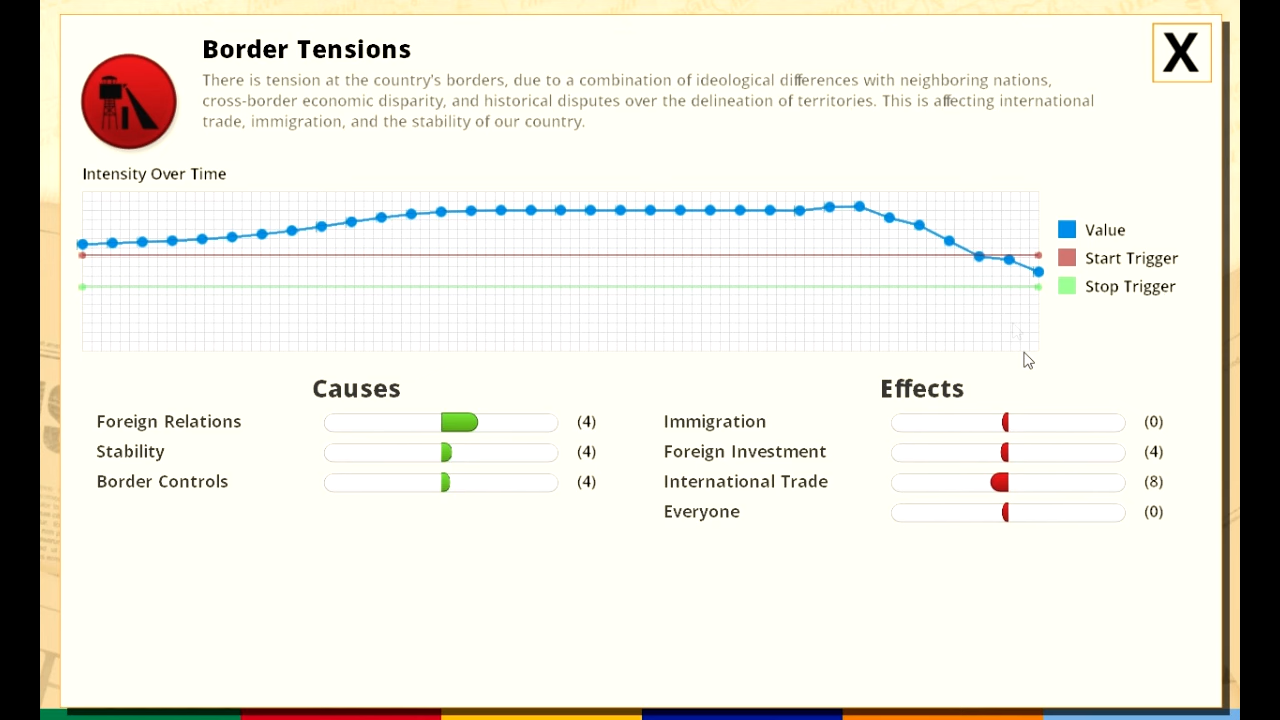 Border Tensions
X
There is tension at the country's borders, due to a combination of ideological differences with neighboring nations,
cross-border economic disparity, and historical disputes over the delineation of territories. This is affecting international
trade, immigration, and the stability of our country.
Intensity Over Time
Value
Start Trigger
Stop Trigger
Causes
Foreign Relations (4)
Stability (4)
Border Controls (4)
Effects
Immigration (0)
Foreign Investment (4)
International Trade (8)
Everyone (0)